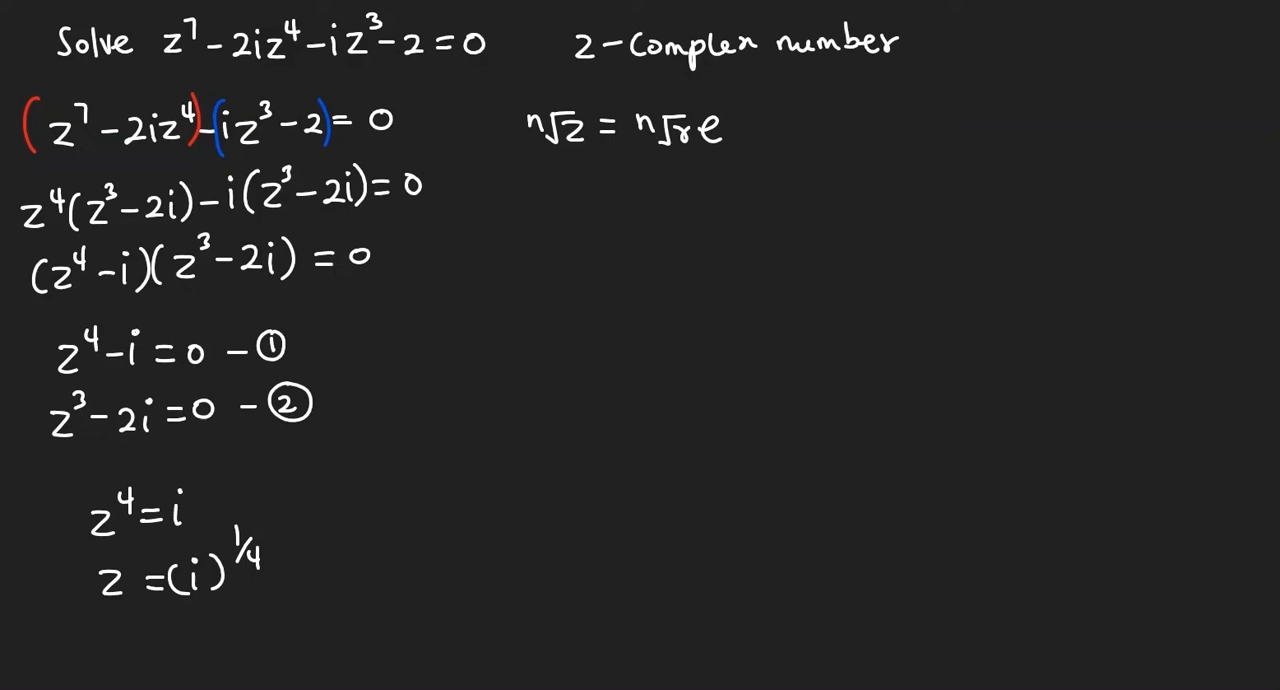 Solve z⁷ - 2iz⁴ - iz³ - 2 = 0    z - complex number
(z⁷ - 2iz⁴) - (iz³ - 2) = 0    ⁿ√z = ⁿ√r e
z⁴(z³ - 2i) - i(z³ - 2i) = 0
(z⁴ - i)(z³ - 2i) = 0
z⁴ - i = 0 - ①
z³ - 2i = 0 - ②
z⁴ = i
z = (i)^1/4